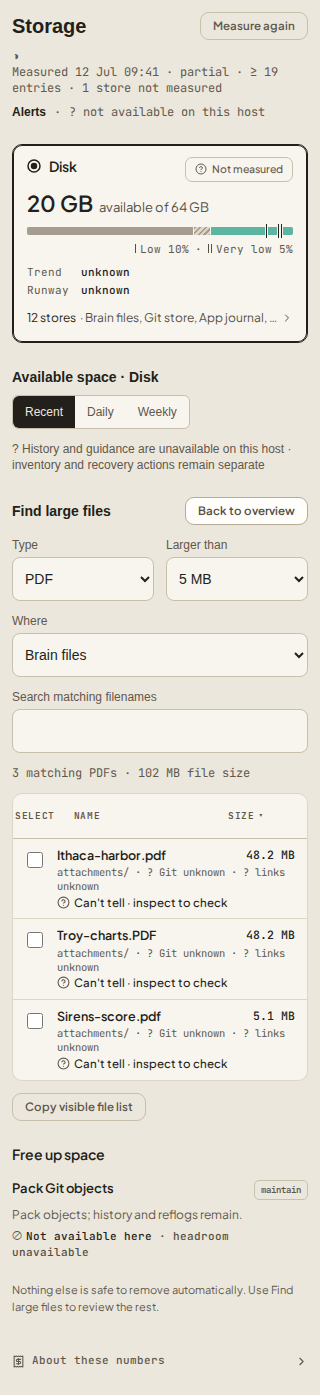 Storage
Measure again
Measured 12 Jul 09:41 · partial · ≥ 19
entries · 1 store not measured
Alerts · ? not available on this host
Disk
Not measured
20 GB available of 64 GB
Low 10% · Very low 5%
Trend unknown
Runway unknown
12 stores · Brain files, Git store, App journal, …
Available space · Disk
Recent Daily Weekly
? History and guidance are unavailable on this host ·
inventory and recovery actions remain separate
Find large files
Back to overview
Type Larger than
PDF 5 MB
Where
Brain files
Search matching filenames
3 matching PDFs · 102 MB file size
SELECT NAME SIZE
Ithaca-harbor.pdf 48.2 MB
attachments/ · ? Git unknown · ? links
unknown
Can't tell · inspect to check
Troy-charts.PDF 48.2 MB
attachments/ · ? Git unknown · ? links
unknown
Can't tell · inspect to check
Sirens-score.pdf 5.1 MB
attachments/ · ? Git unknown · ? links
unknown
Can't tell · inspect to check
Copy visible file list
Free up space
Pack Git objects maintain
Pack objects; history and reflogs remain.
Not available here · headroom
unavailable
Nothing else is safe to remove automatically. Use Find
large files to review the rest.
About these numbers